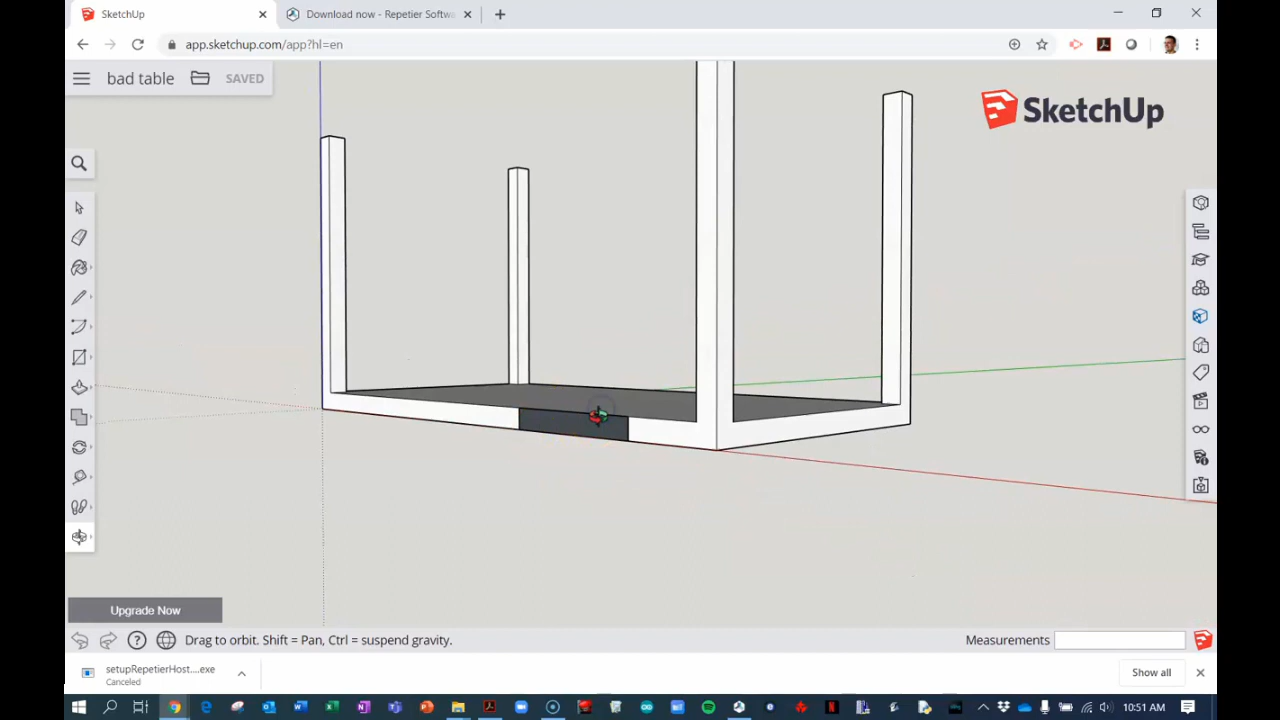 SketchUp
Download now - Repetier Softwa
app.sketchup.com/app?hl=en
bad table
SAVED
SketchUp
Upgrade Now
Drag to orbit. Shift = Pan, Ctrl = suspend gravity.
Measurements
setupRepetierHost....exe
Canceled
Show all
10:51 AM